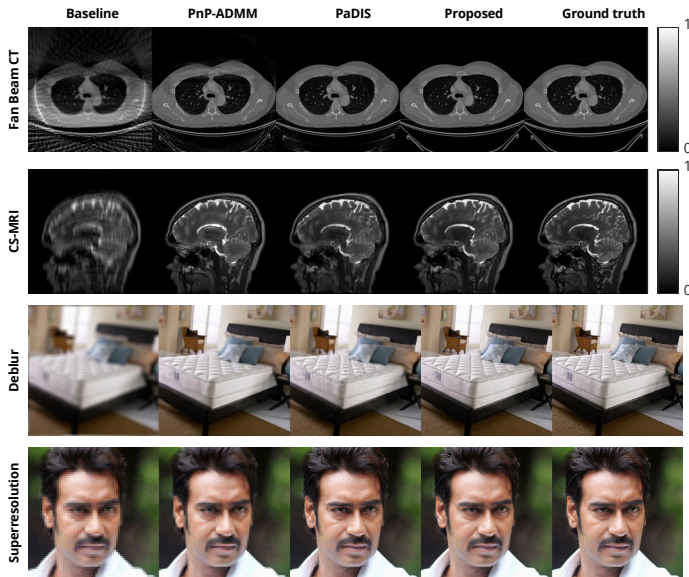 Baseline PnP-ADMM PaDIS Proposed Ground truth
Fan Beam CT
1
0
CS-MRI
1
0
Deblur
Superresolution